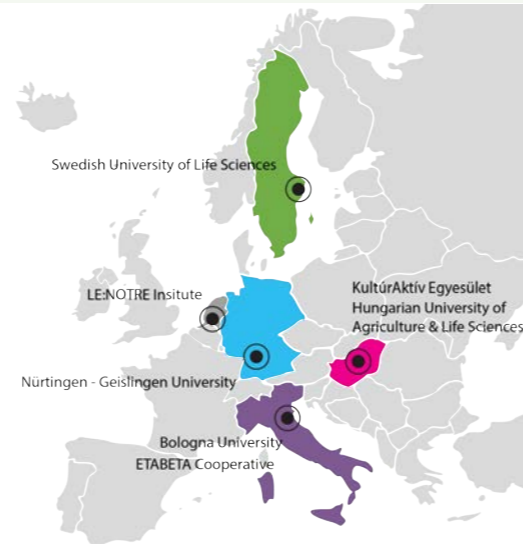 Swedish University of Life Sciences
LE:NOTRE Insitute
KultúrAktív Egyesület
Hungarian University of
Agriculture & Life Sciences
Nürtingen - Geislingen University
Bologna University
ETABETA Cooperative